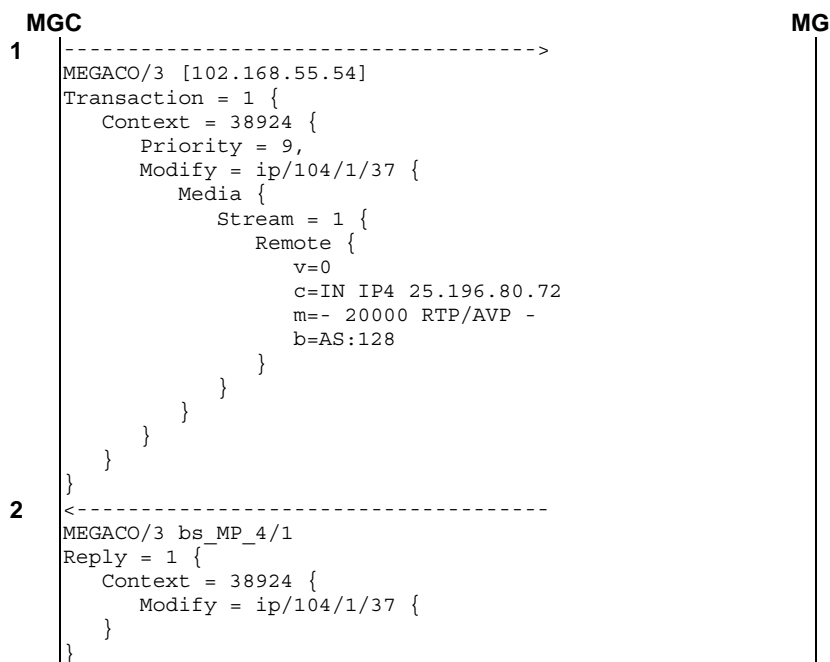 MGC MG
1 ------------------------------------->
MEGACO/3 [102.168.55.54]
Transaction = 1 {
   Context = 38924 {
      Priority = 9,
      Modify = ip/104/1/37 {
         Media {
            Stream = 1 {
               Remote {
                  v=0
                  c=IN IP4 25.196.80.72
                  m=- 20000 RTP/AVP -
                  b=AS:128
               }
            }
         }
      }
   }
}
2 <-------------------------------------
MEGACO/3 bs_MP_4/1
Reply = 1 {
   Context = 38924 {
      Modify = ip/104/1/37 {
   }
}